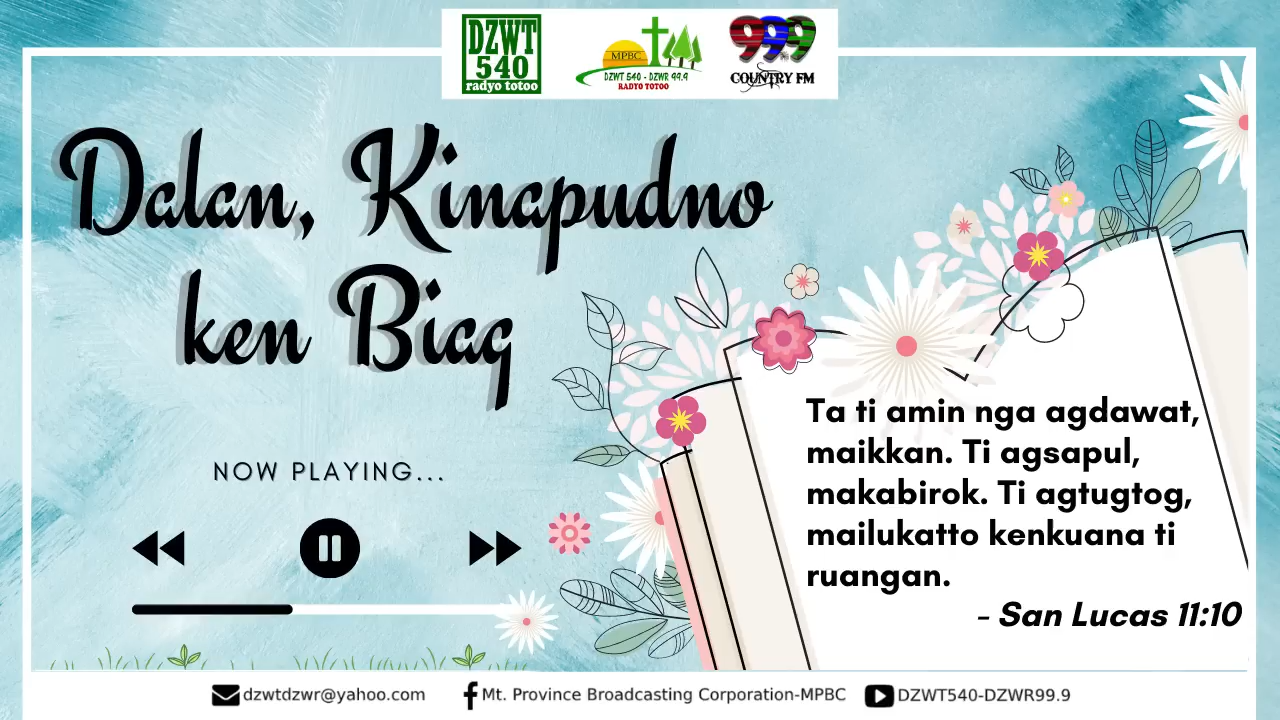 DZWT
540
radyo totoo
MPBC
DZWT 540 - DZWR 99.9
RADYO TOTOO
99.9
COUNTRY FM
Dalan, Kinapudno
ken Biag
NOW PLAYING...
Ta ti amin nga agdawat,
maikkan. Ti agsapul,
makabirok. Ti agtugtog,
mailukatto kenkuana ti
ruangan.
- San Lucas 11:10
dzwtdzwr@yahoo.com
Mt. Province Broadcasting Corporation-MPBC
DZWT540-DZWR99.9